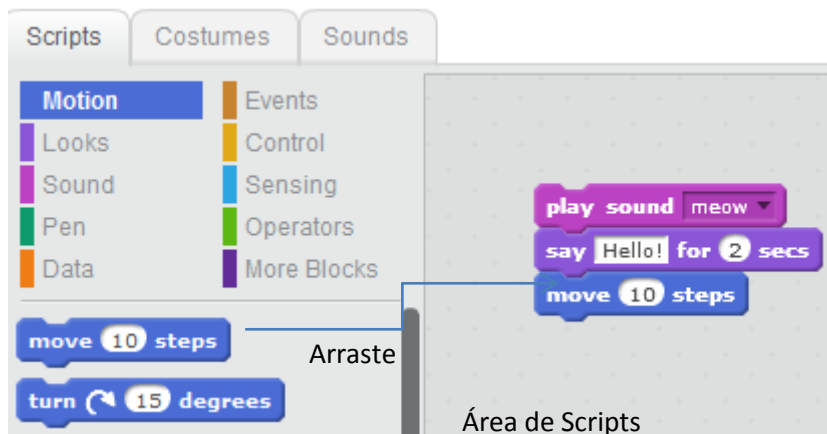 Scripts Costumes Sounds
Motion Events
Looks Control
Sound Sensing
Pen Operators
Data More Blocks
play sound meow
say Hello! for 2 secs
move 10 steps
move 10 steps
Arraste
turn 15 degrees
Área de Scripts